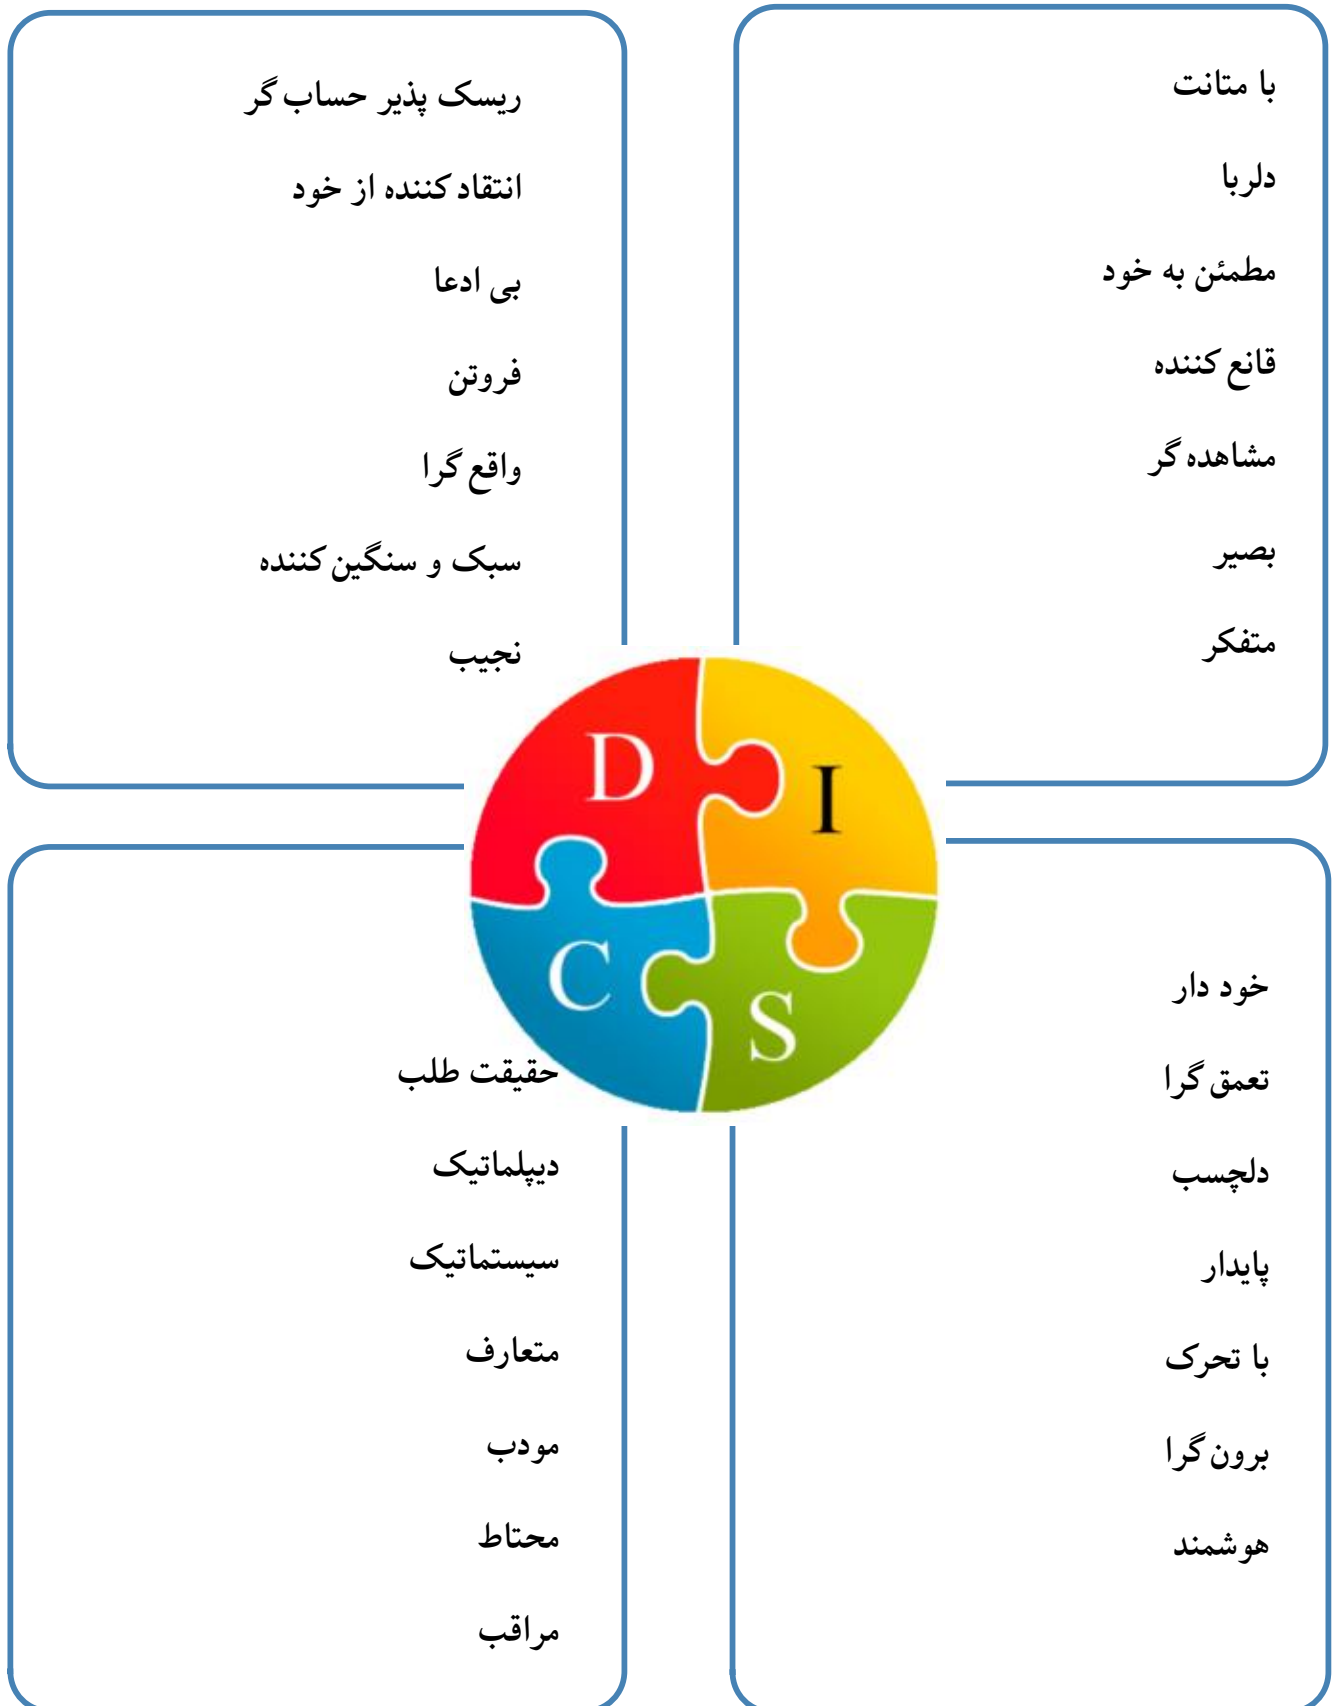 با متانت
دلربا
مطمئن به خود
قانع کننده
مشاهده گر
بصیر
متفکر
ریسک پذیر حساب گر
انتقاد کننده از خود
بی ادعا
فروتن
واقع گرا
سبک و سنگین کننده
نجیب
D
I
C
S
خود دار
تعمق گرا
دلچسب
پایدار
با تحرک
برون گرا
هوشمند
حقیقت طلب
دیپلماتیک
سیستماتیک
متعارف
مودب
محتاط
مراقب